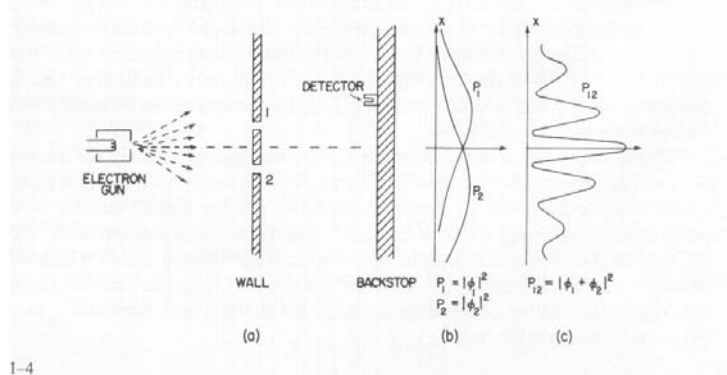 x
x
P₁
P₁₂
DETECTOR
1
ELECTRON
GUN
2
P₂
WALL
BACKSTOP
P₁ = |ϕ₁|²
P₂ = |ϕ₂|²
P₁₂ = |ϕ₁ + ϕ₂|²
(a)
(b)
(c)
1-4